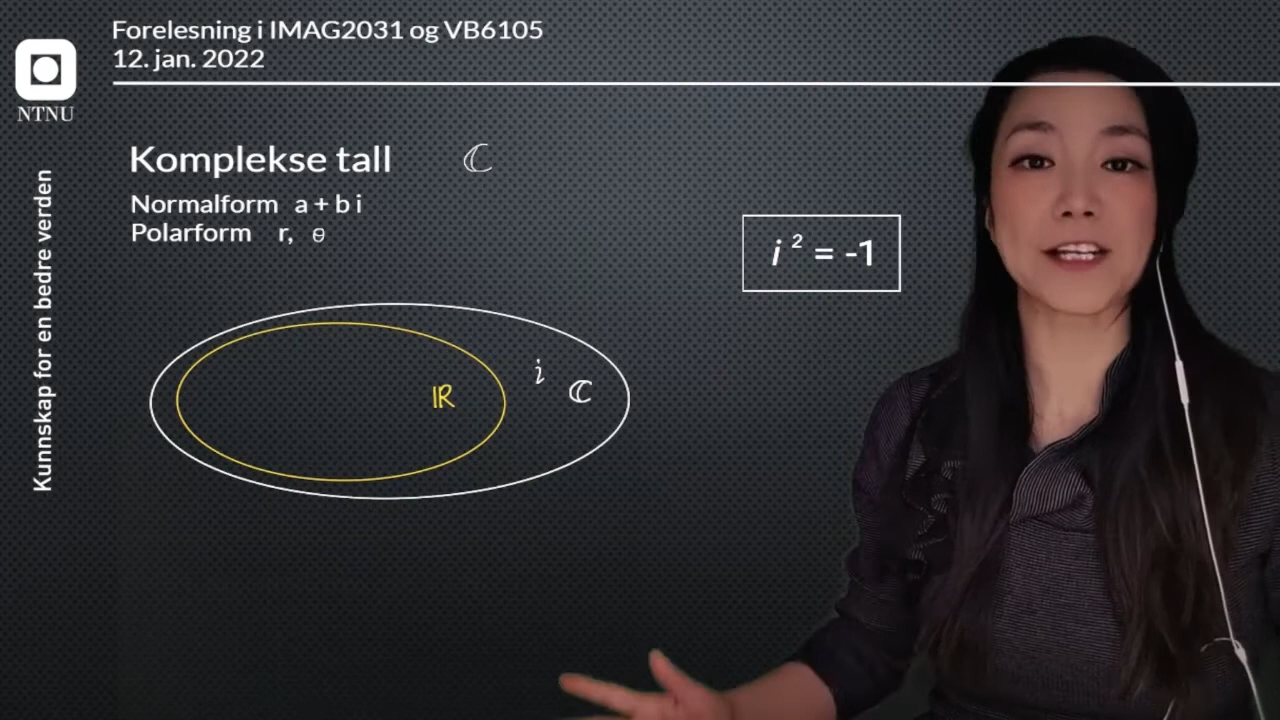 Forelesning i IMAG2031 og VB6105
12. jan. 2022
NTNU
Kunnskap for en bedre verden
Komplekse tall ℂ
Normalform a + b i
Polarform r, θ
i² = -1
ℝ
i
ℂ